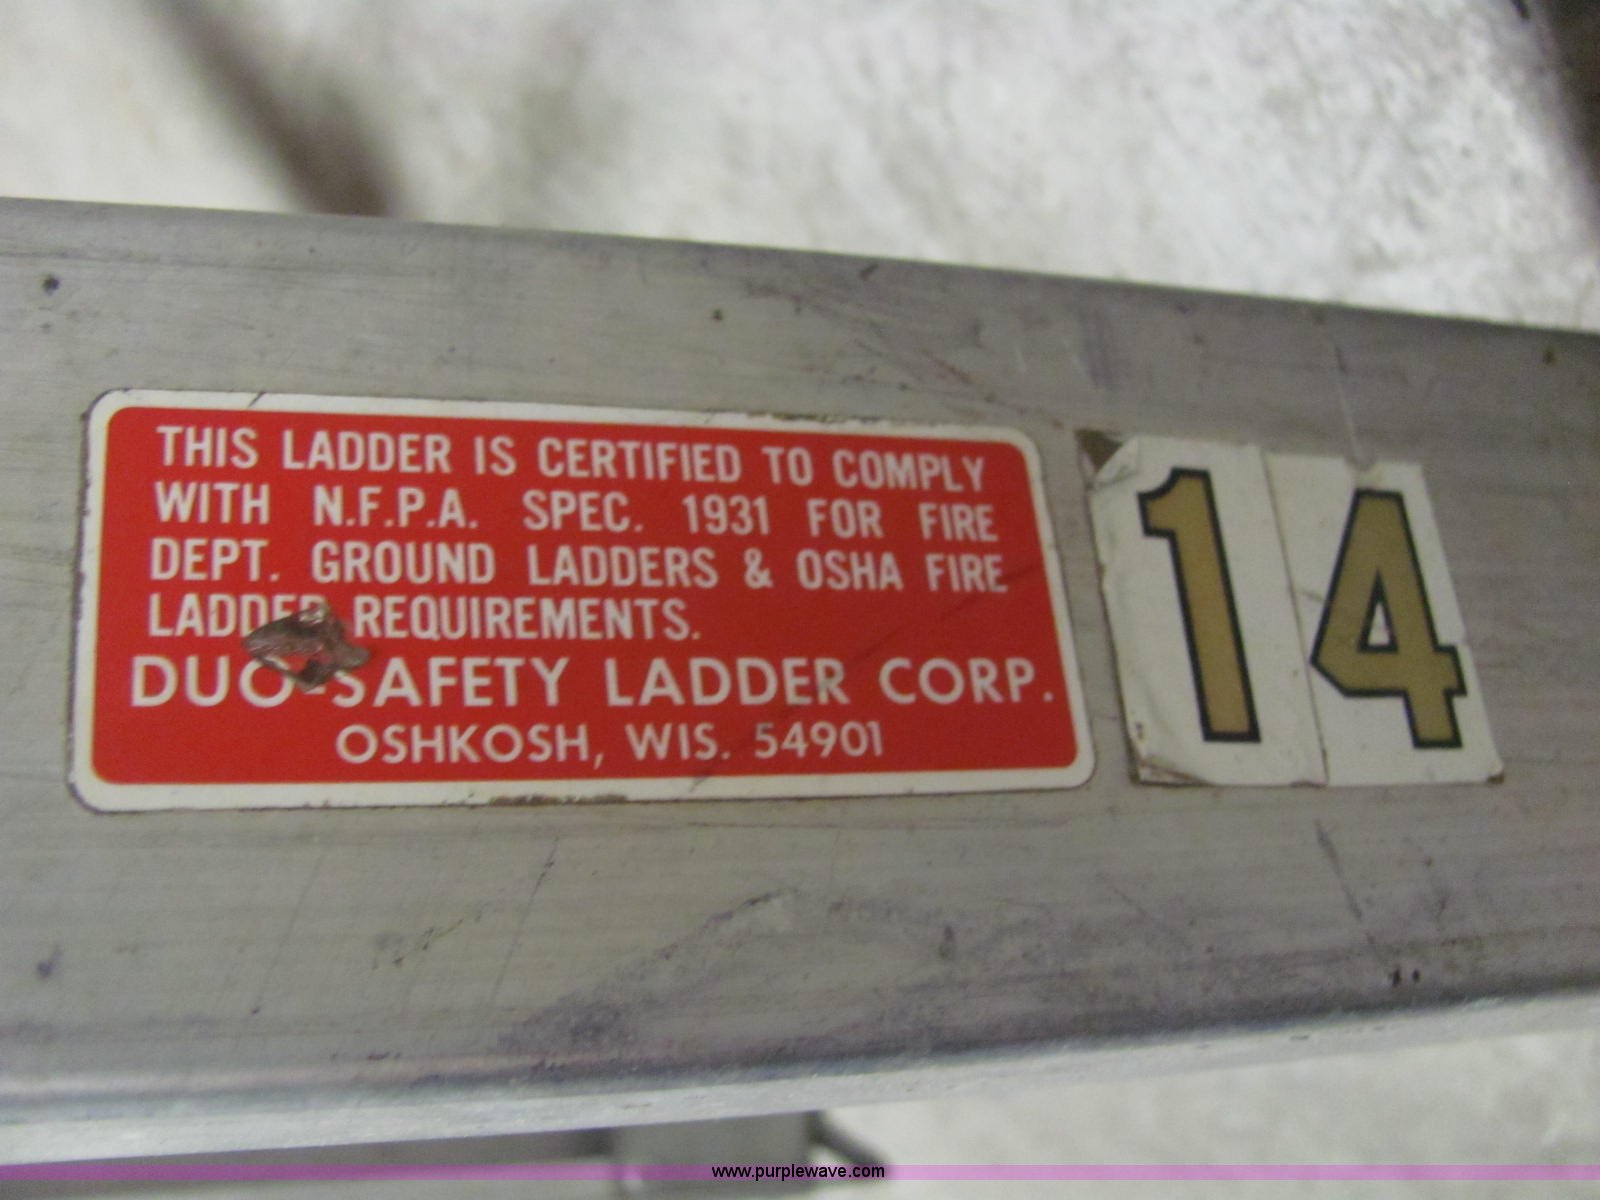 THIS LADDER IS CERTIFIED TO COMPLY
WITH N.F.P.A. SPEC. 1931 FOR FIRE
DEPT. GROUND LADDERS & OSHA FIRE
LADDER REQUIREMENTS.
DUO-SAFETY LADDER CORP.
OSHKOSH, WIS. 54901
14
www.purplewave.com